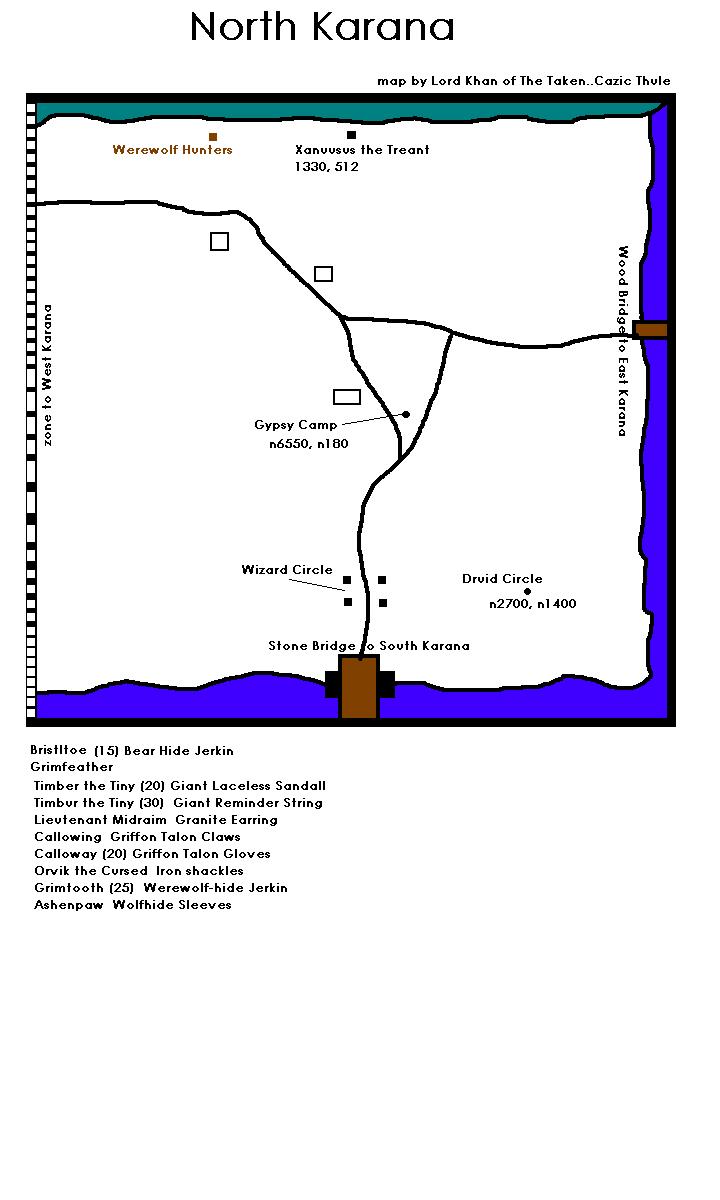 North Karana
map by Lord Khan of The Taken..Cazic Thule
Werewolf Hunters
Xanuusus the Treant
1330, 512
Wood Bridge to East Karana
zone to West Karana
Gypsy Camp
n6550, n180
Wizard Circle
Druid Circle
n2700, n1400
Stone Bridge to South Karana
Bristltoe (15) Bear Hide Jerkin
Grimfeather
Timber the Tiny (20) Giant Laceless Sandall
Timbur the Tiny (30) Giant Reminder String
Lieutenant Midraim Granite Earring
Callowing Griffon Talon Claws
Calloway (20) Griffon Talon Gloves
Orvik the Cursed Iron shackles
Grimtooth (25) Werewolf-hide Jerkin
Ashenpaw Wolfhide Sleeves